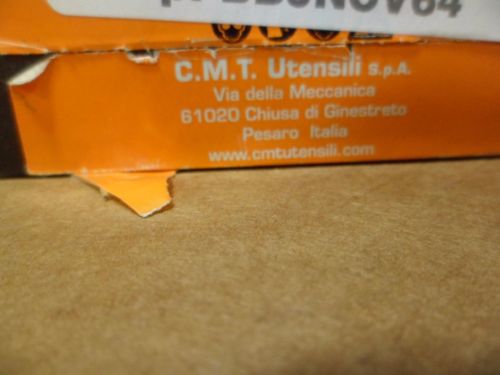 C.M.T. Utensili S.p.A.
Via della Meccanica
61020 Chiusa di Ginestreto
Pesaro Italia
www.cmtutensili.com